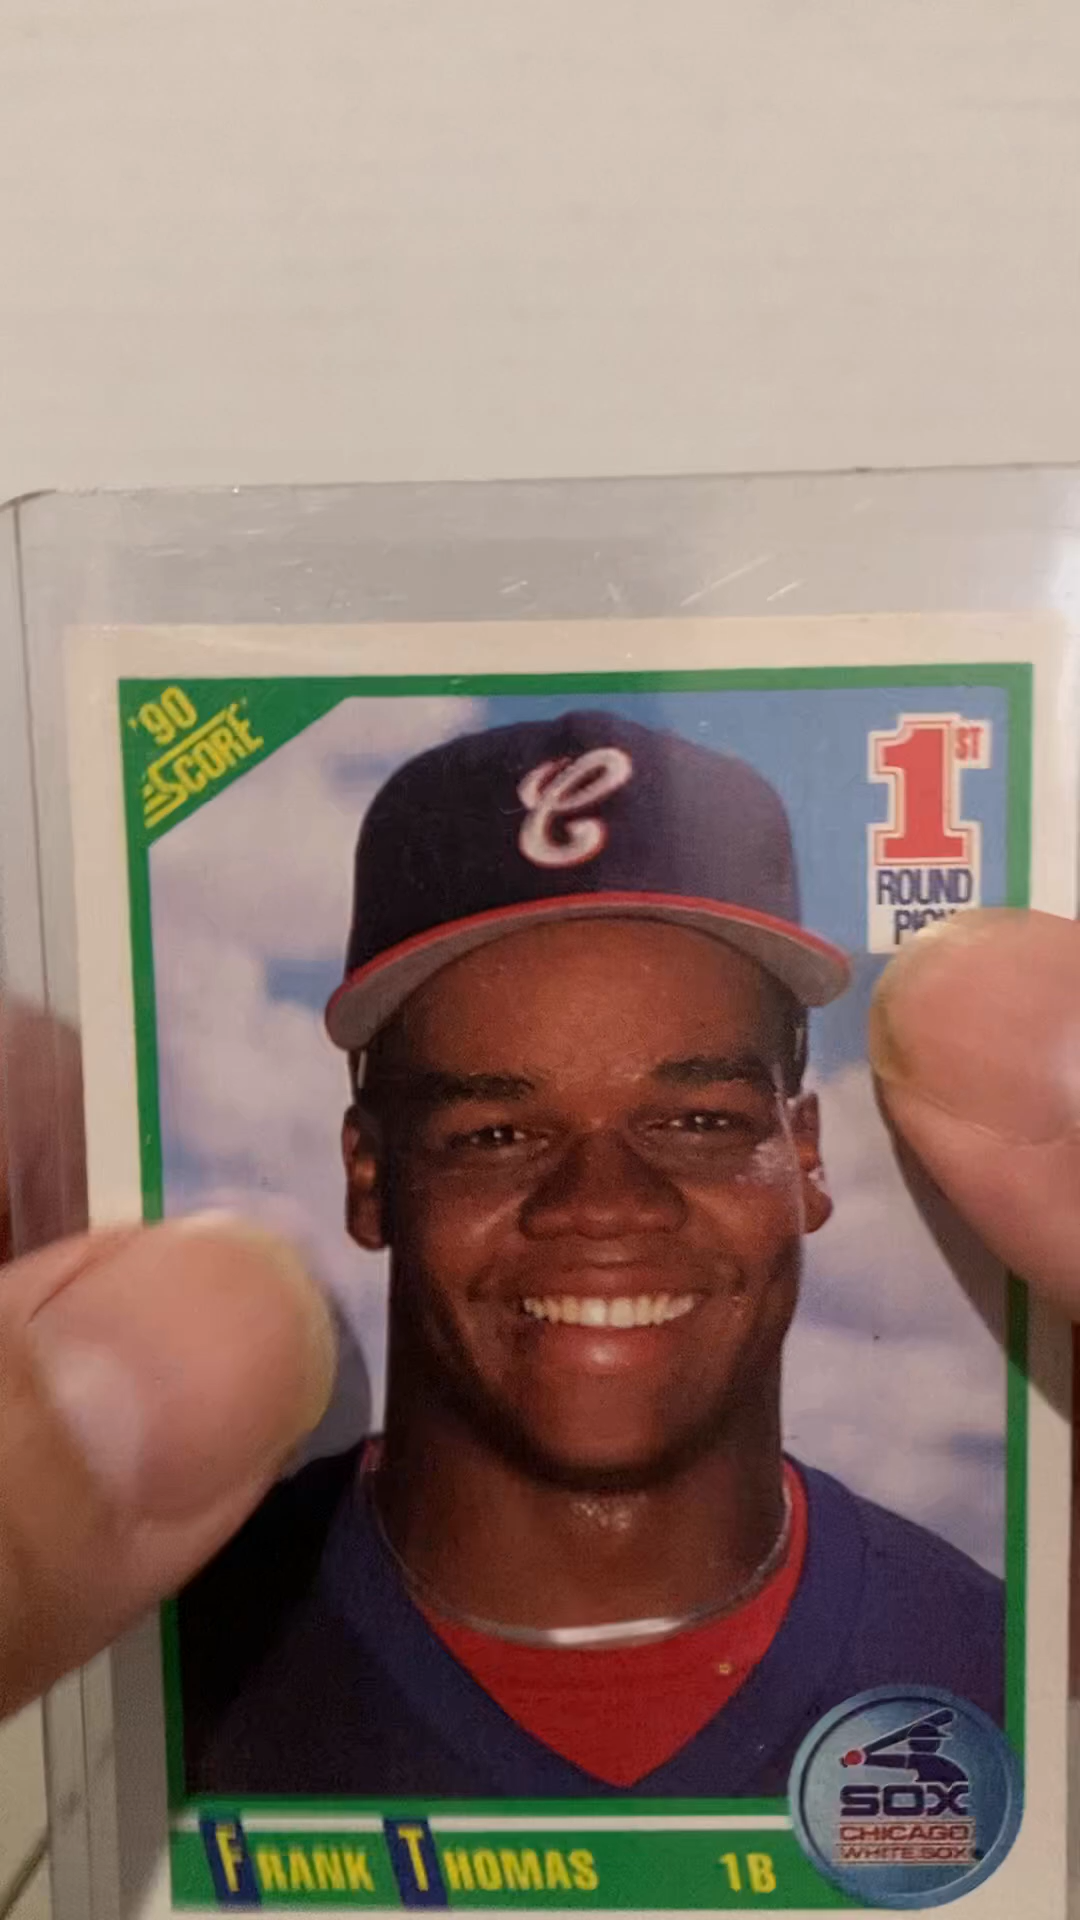 '90
SCORE
C
1ST
ROUND
FRANK THOMAS 1B
SOX
CHICAGO
WHITE SOX